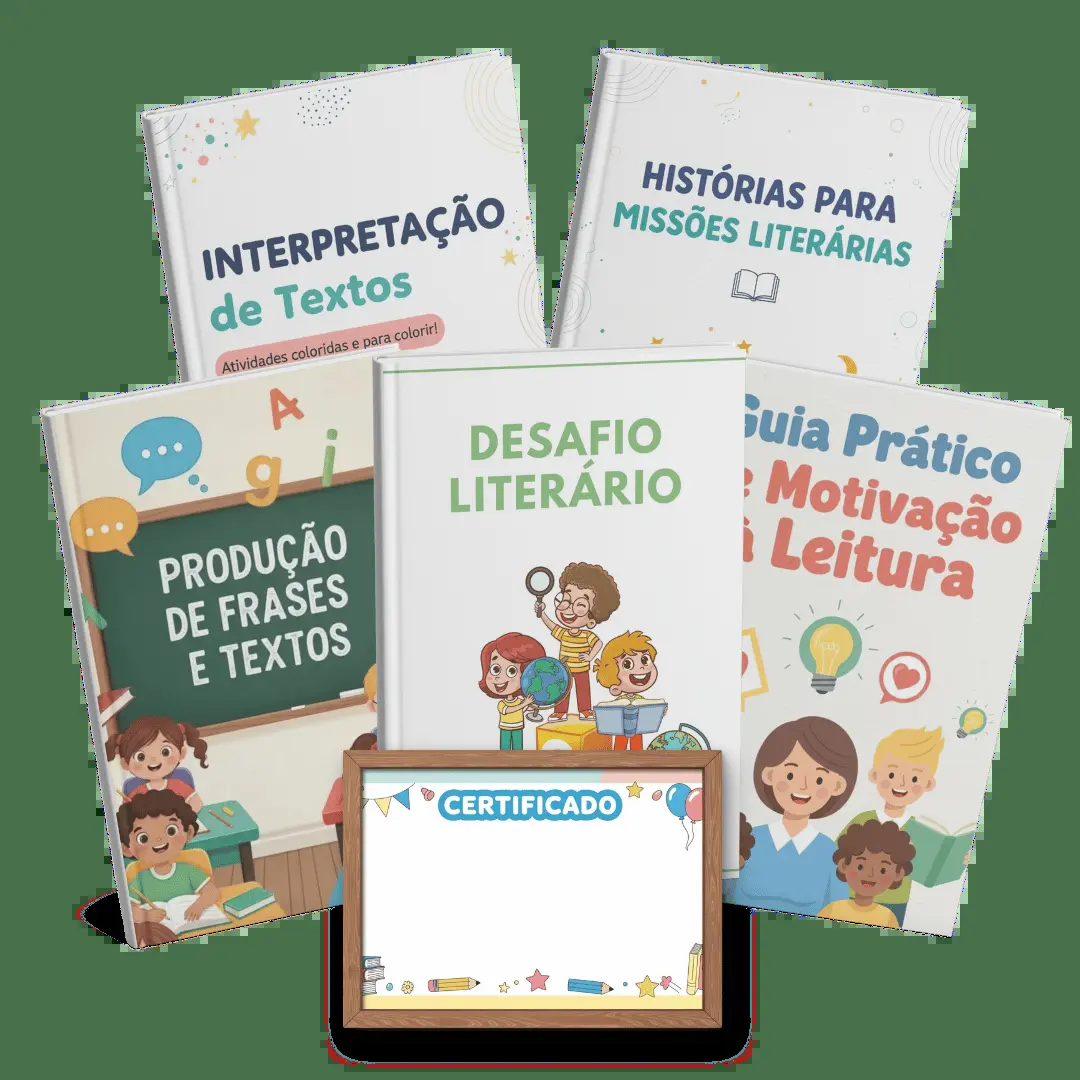 INTERPRETAÇÃO
de Textos
Atividades coloridas e para colorir!
HISTÓRIAS PARA
MISSÕES LITERÁRIAS
A
g i
PRODUÇÃO
DE FRASES
E TEXTOS
DESAFIO
LITERÁRIO
Guia Prático
e Motivação
à Leitura
CERTIFICADO